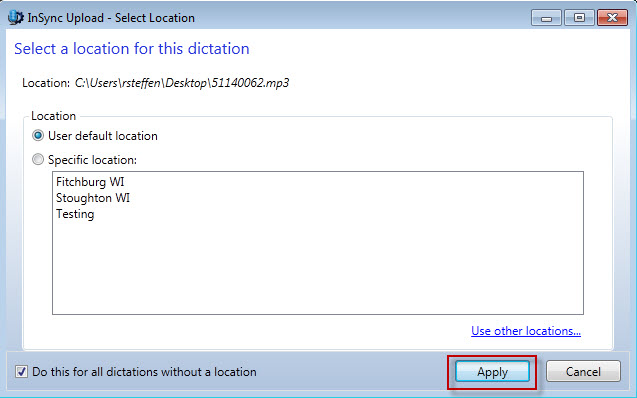 InSync Upload - Select Location
Select a location for this dictation
Location: C:\Users\rsteffen\Desktop\51140062.mp3
Location
User default location
Specific location:
Fitchburg WI
Stoughton WI
Testing
Use other locations...
Do this for all dictations without a location
Apply
Cancel